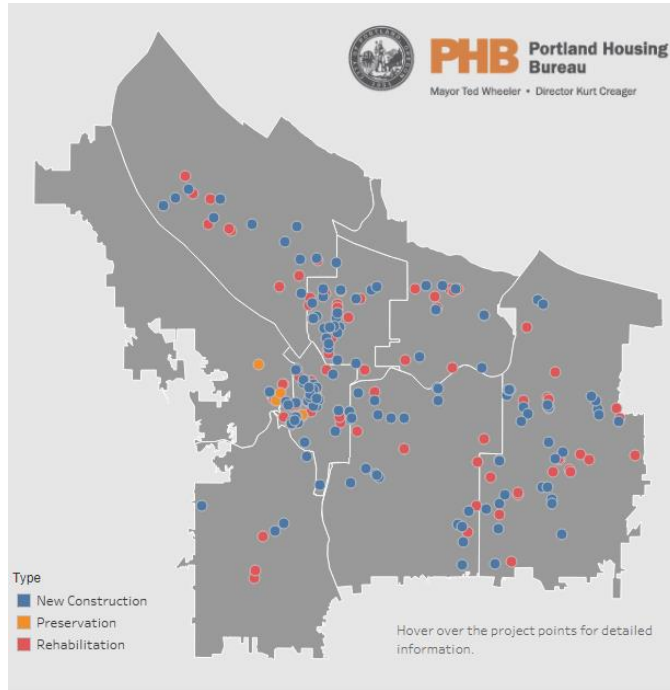 PHB
Portland Housing
Bureau
Mayor Ted Wheeler • Director Kurt Creager
Type
New Construction
Preservation
Rehabilitation
Hover over the project points for detailed
information.